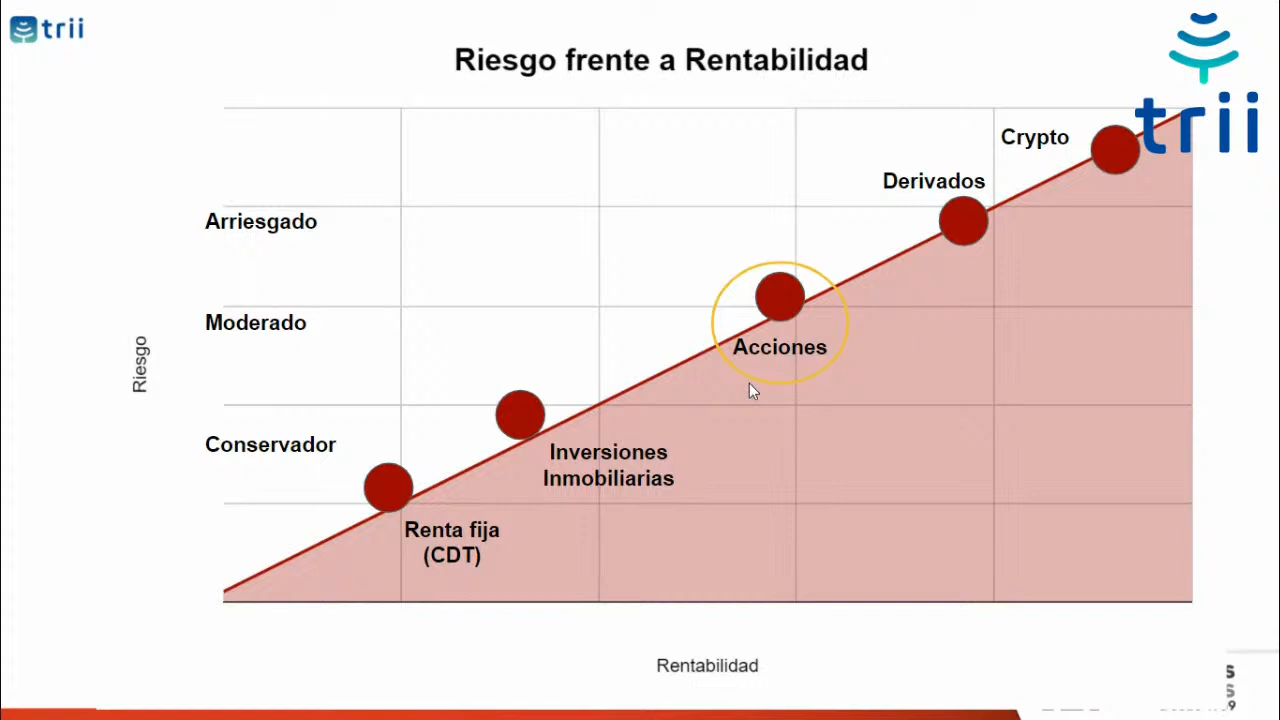 trii
Riesgo frente a Rentabilidad
trii
Crypto
Derivados
Arriesgado
Moderado
Acciones
Riesgo
Conservador
Inversiones
Inmobiliarias
Renta fija
(CDT)
Rentabilidad